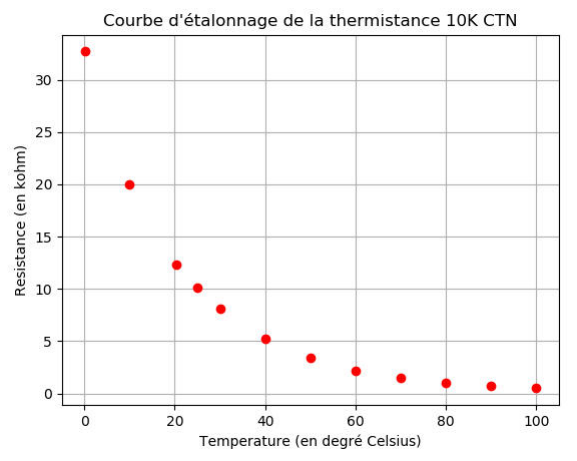 Courbe d'étalonnage de la thermistance 10K CTN
30
25
20
15
10
5
0
Resistance (en kohm)
0 20 40 60 80 100
Temperature (en degré Celsius)